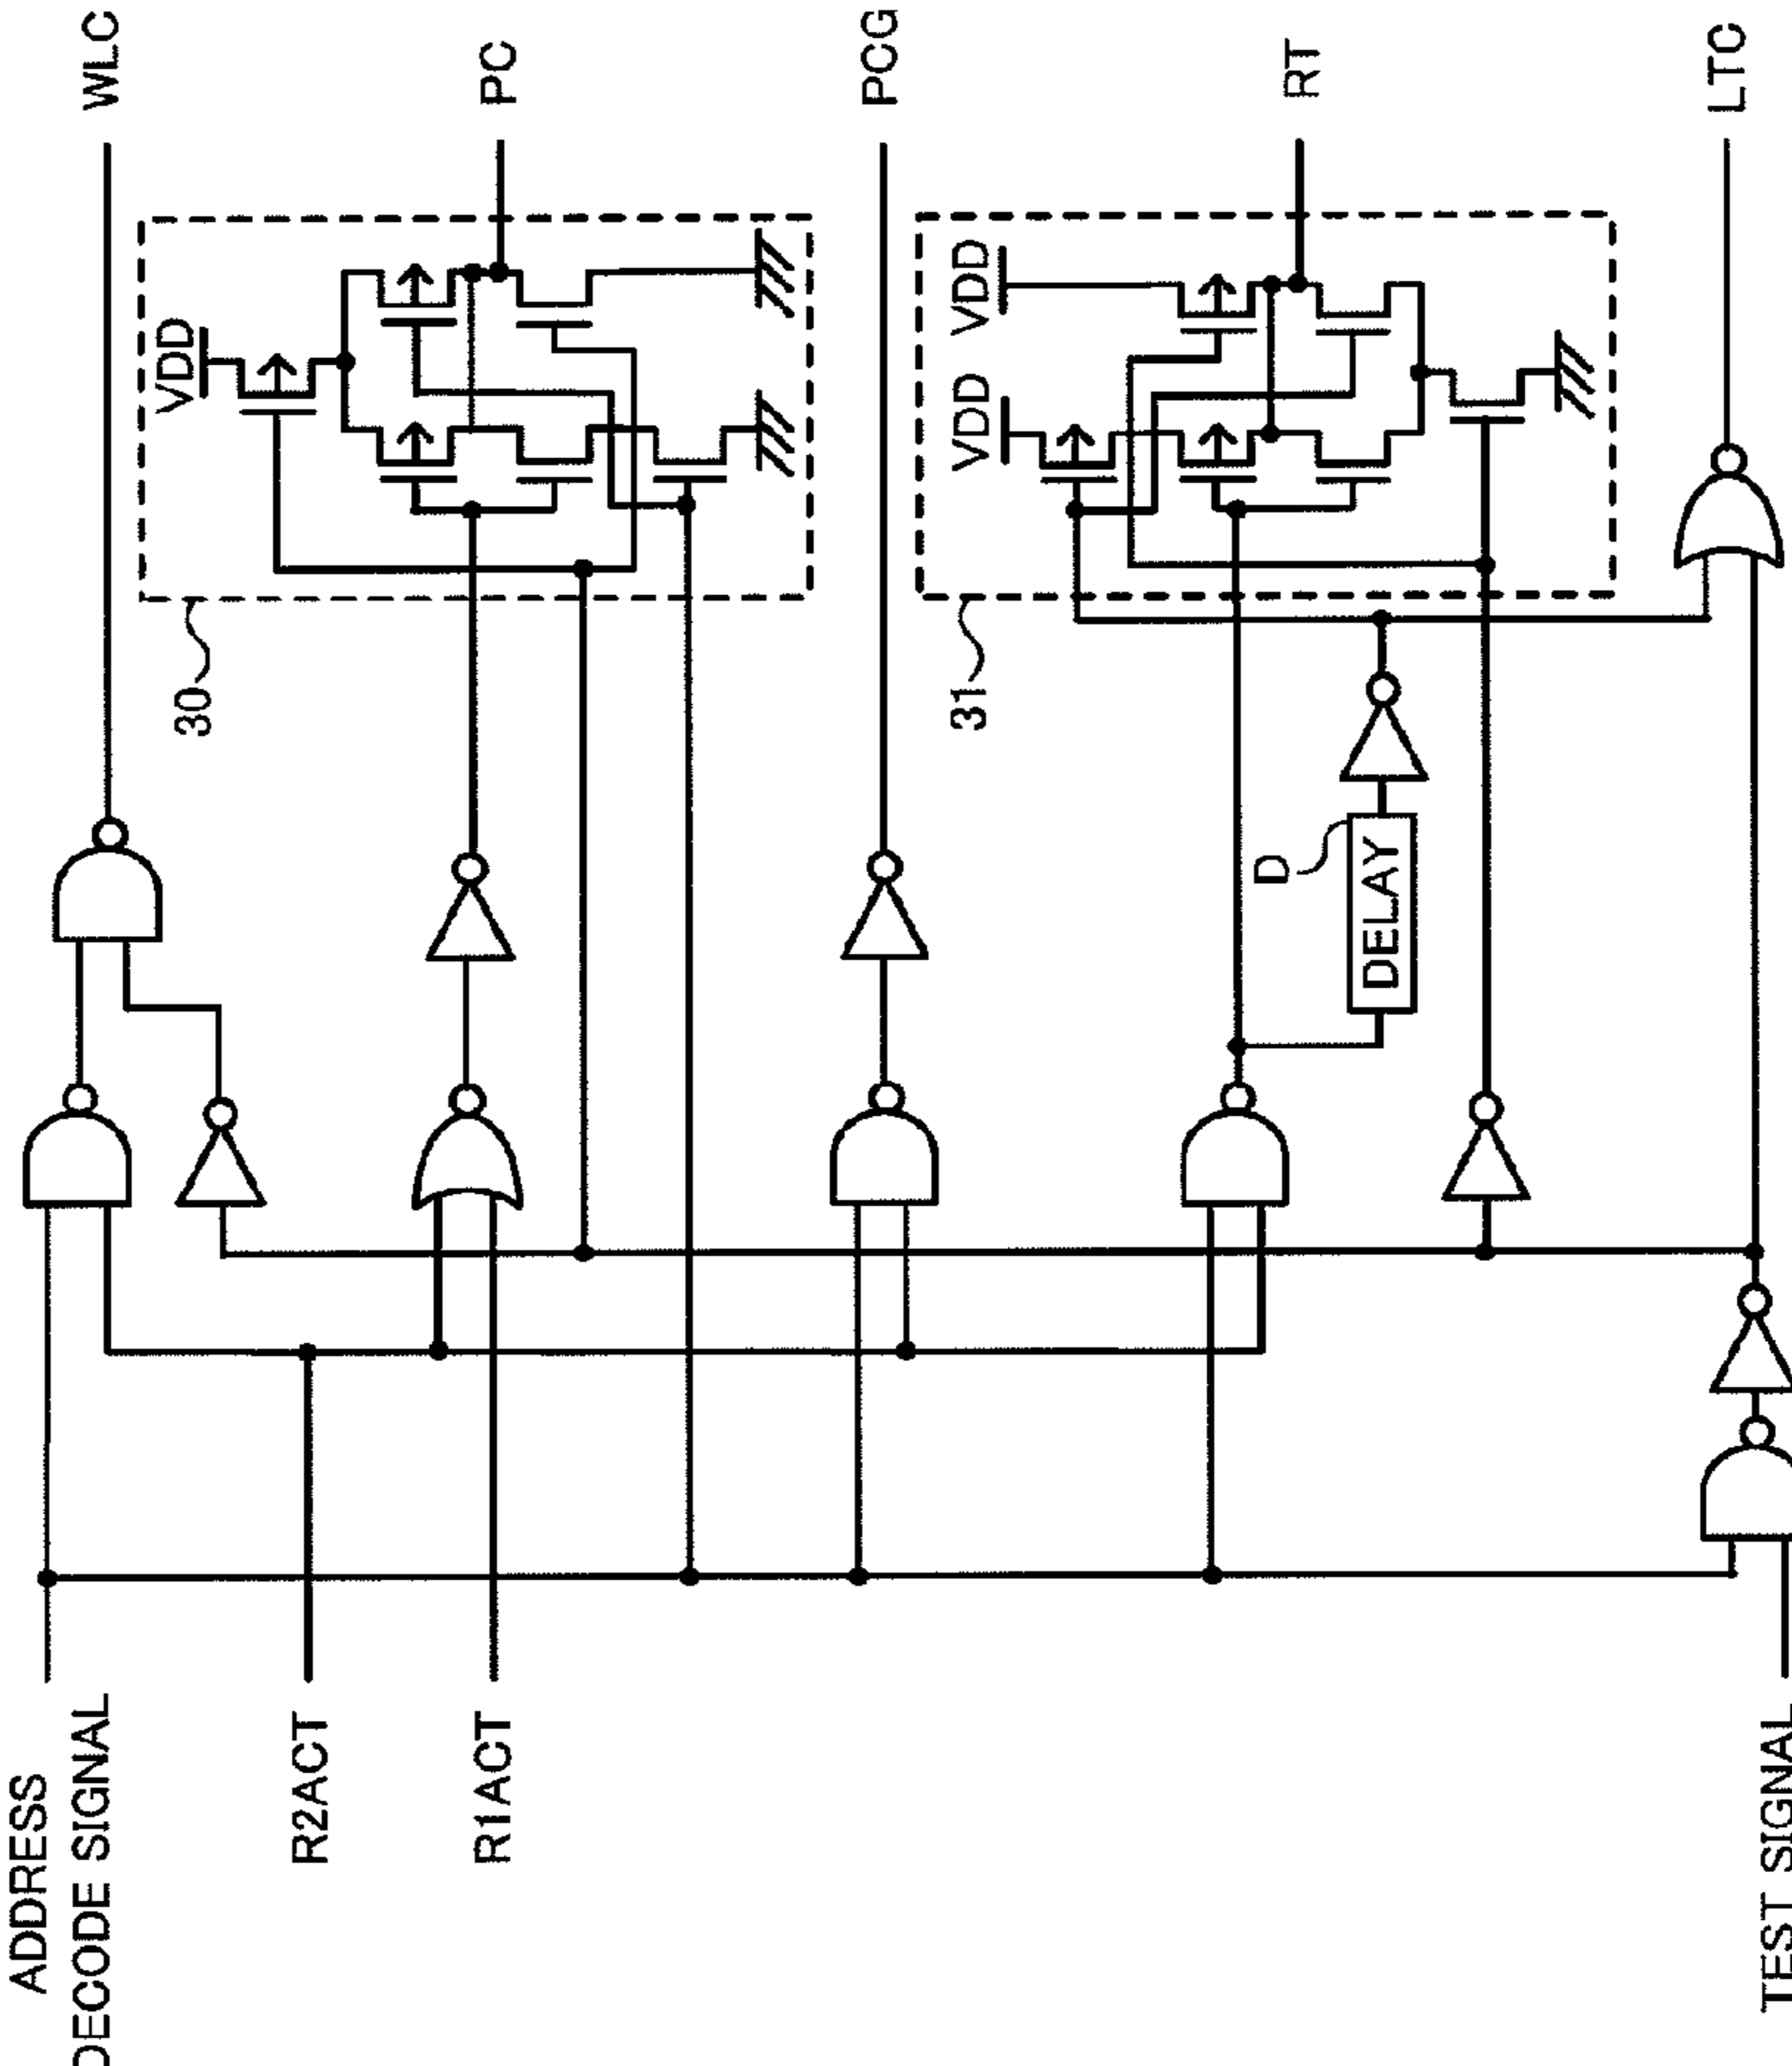 ADDRESS
DECODE SIGNAL
R2ACT
R1ACT
TEST SIGNAL
WLC
PC
PCG
RT
LTC
VDD
30
VDD
VDD
31
D
DELAY